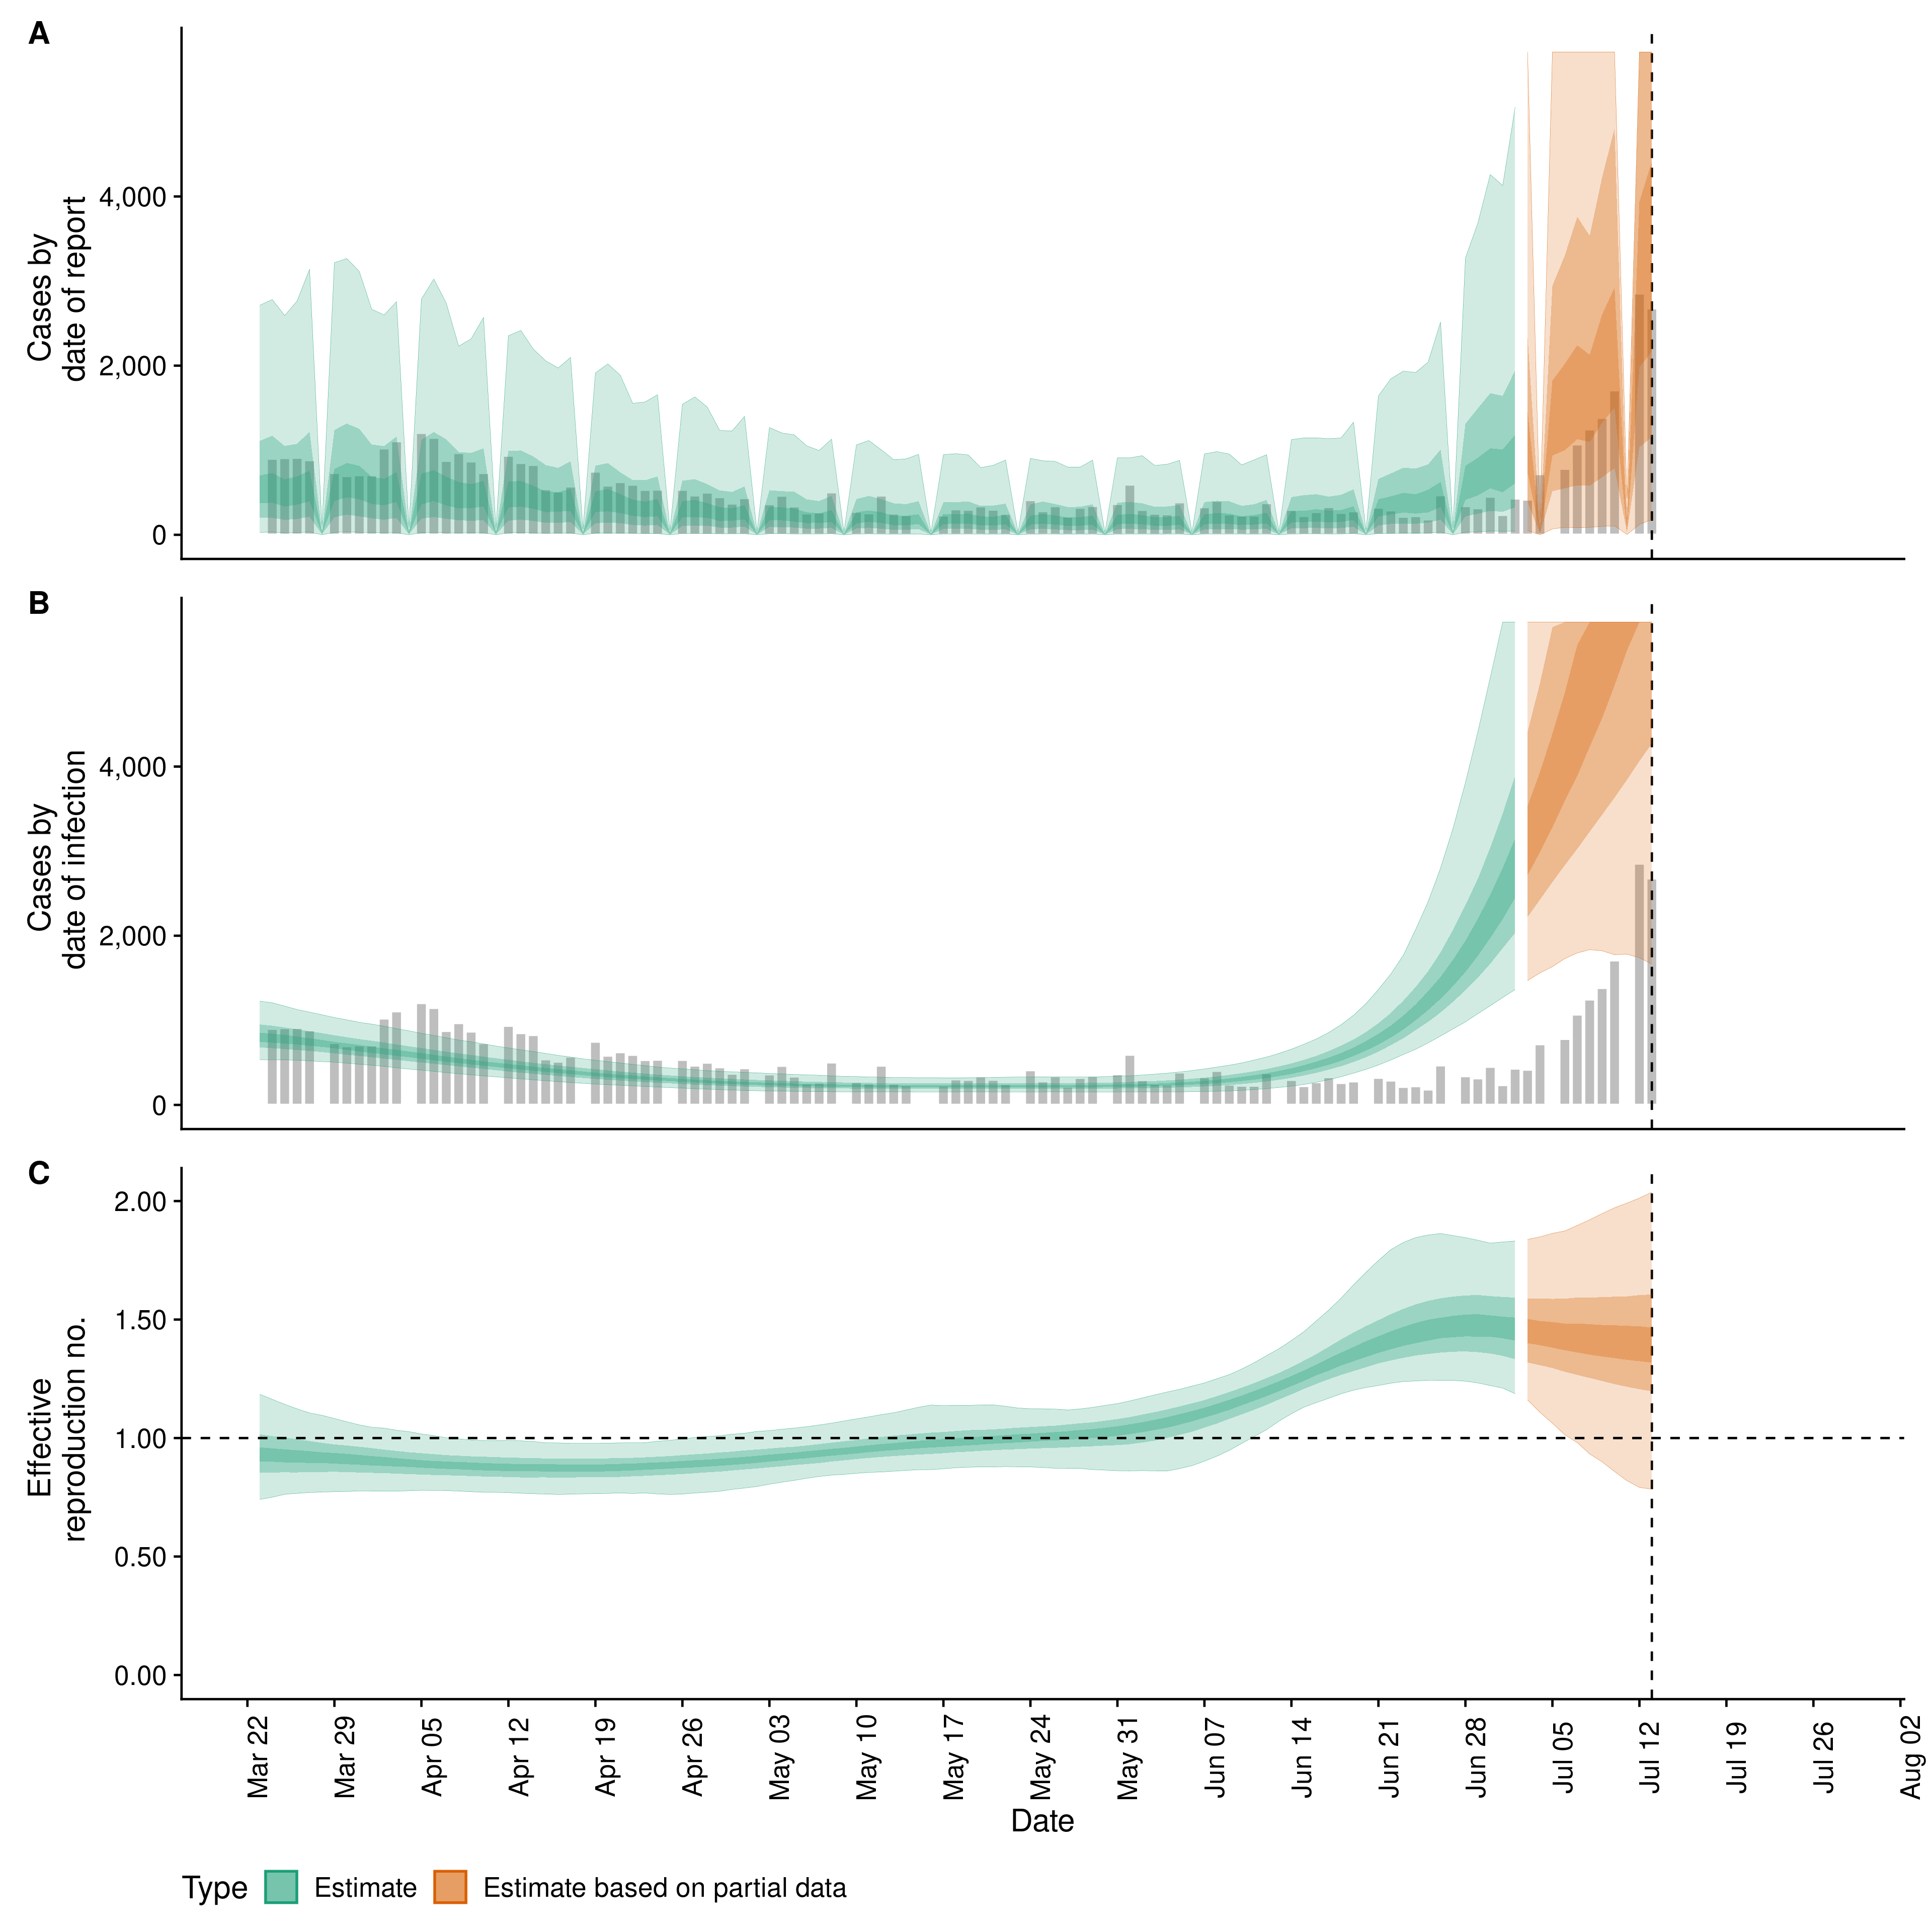 A
Cases by
date of report
4,000
2,000
0
B
Cases by
date of infection
4,000
2,000
0
C
Effective
reproduction no.
2.00
1.50
1.00
0.50
0.00
Mar 22
Mar 29
Apr 05
Apr 12
Apr 19
Apr 26
May 03
May 10
May 17
May 24
May 31
Jun 07
Jun 14
Jun 21
Jun 28
Jul 05
Jul 12
Jul 19
Jul 26
Aug 02
Date
Type Estimate Estimate based on partial data